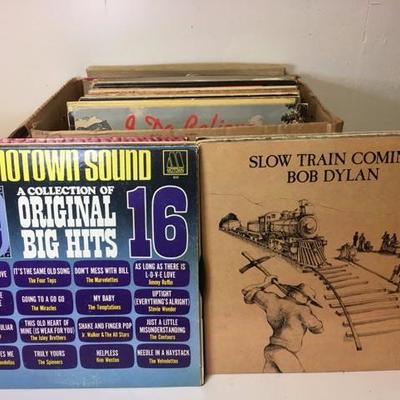 I Do Believe
MOTOWN SOUND
MOTOWN
A COLLECTION OF
ORIGINAL
BIG HITS
16
LOVE
IT'S THE SAME OLD SONG
The Four Tops
DON'T MESS WITH BILL
The Marvelettes
AS LONG AS THERE IS
L-O-V-E LOVE
Jimmy Ruffin
GOING TO A GO GO
The Miracles
MY BABY
The Temptations
UPTIGHT
(EVERYTHING'S ALRIGHT)
Stevie Wonder
THIS OLD HEART OF
MINE (IS WEAK FOR YOU)
The Isley Brothers
SHAKE AND FINGER POP
Jr. Walker & The All Stars
JUST A LITTLE
MISUNDERSTANDING
The Contours
TRULY YOURS
The Spinners
HELPLESS
Kim Weston
NEEDLE IN A HAYSTACK
The Velvelettes
SLOW TRAIN COMIN
BOB DYLAN